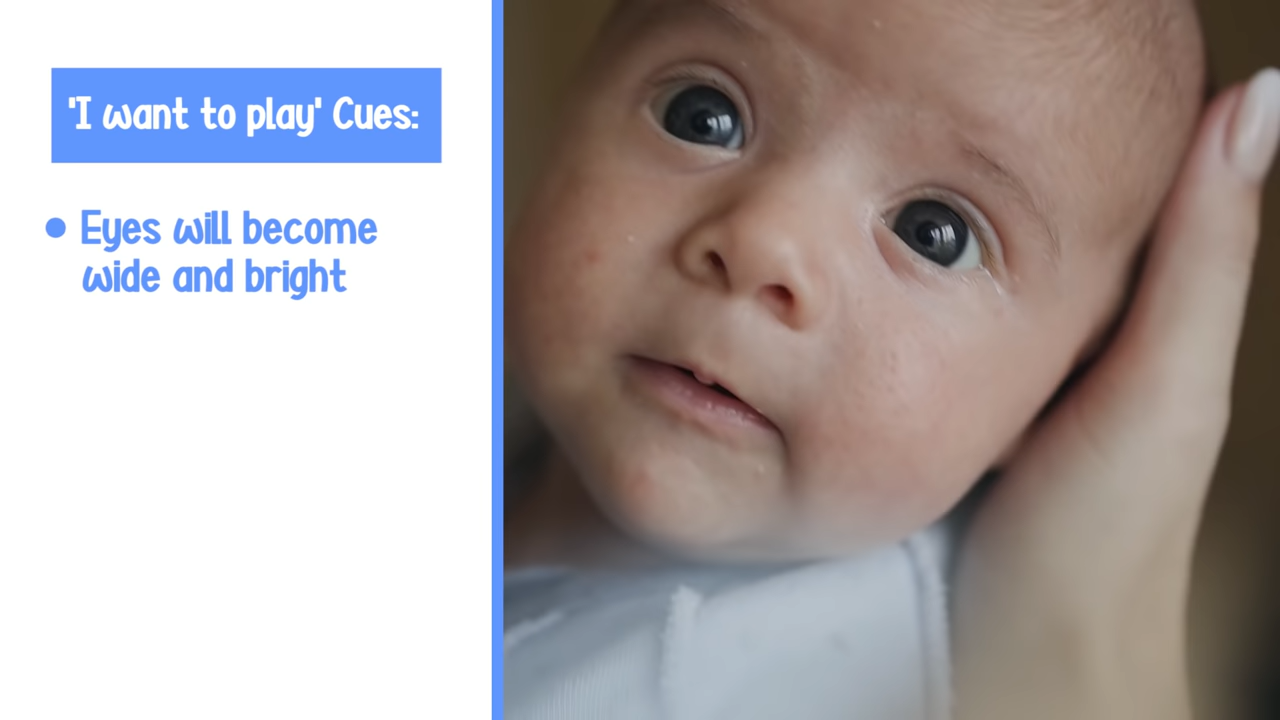 'I want to play' Cues:
• Eyes will become
wide and bright